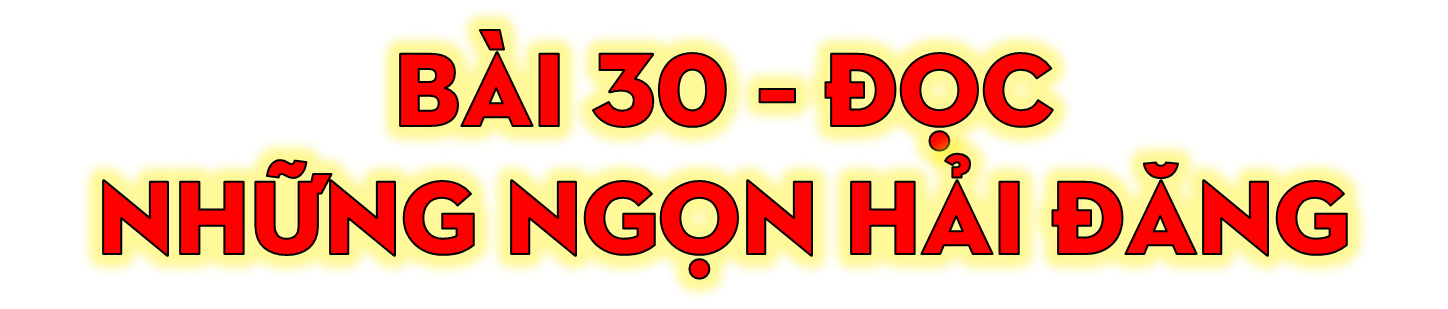 BÀI 30 – ĐỌC
NHỮNG NGỌN HẢI ĐĂNG